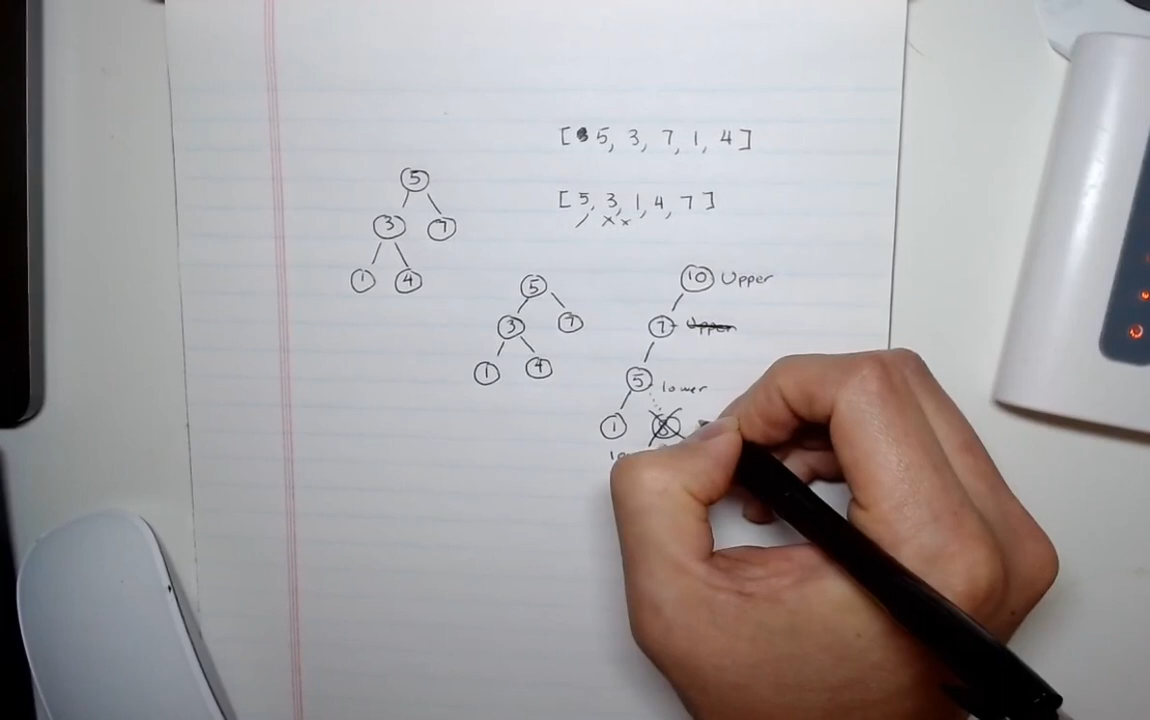 [ 5, 3, 7, 1, 4 ]
5
[ 5, 3, 1, 4, 7 ]
3 7
1 4
10 Upper
5
3 7
7 Upper
1 4
5 lower
1